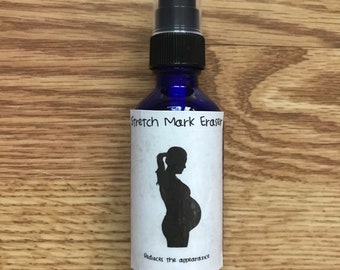 Stretch Mark Eraser
Reduces the appearance